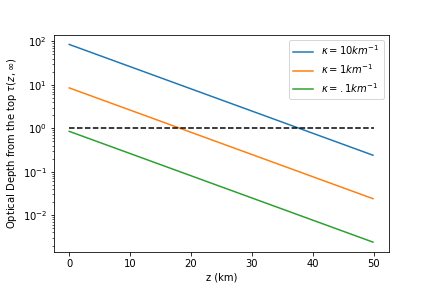 10²
10¹
10⁰
10⁻¹
10⁻²
Optical Depth from the top τ(z, ∞)
κ = 10km⁻¹
κ = 1km⁻¹
κ = .1km⁻¹
0 10 20 30 40 50
z (km)